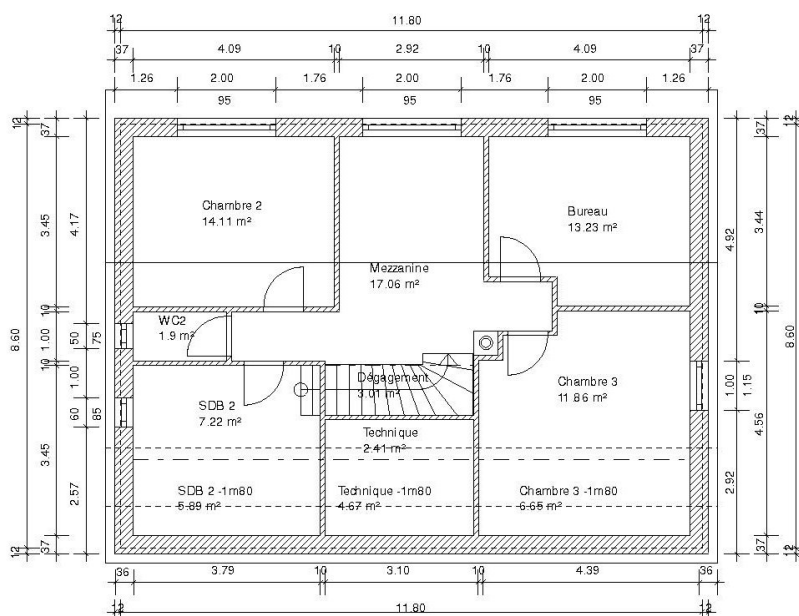 12 11.80 12
37 4.09 10 2.92 10 4.09 37
1.26 2.00 1.76 2.00 1.76 2.00 1.26
95 95 95
12 37 37 12
Chambre 2
14.11 m²
Bureau
13.23 m²
Mezzanine
17.06 m²
3.45 4.17 4.92 3.44
8.60 8.60
WC2
1.9 m²
10 1.00 50 75
10 1.00
10
Dégagement
3.01 m²
Chambre 3
11.86 m²
1.00 1.15
SDB 2
7.22 m²
60 85
Technique
2.41 m²
3.45 4.56
SDB 2 -1m80
5.89 m²
Technique -1m80
4.67 m²
Chambre 3 -1m80
6.65 m²
2.57 2.92
12 37 37 12
36 3.79 10 3.10 10 4.39 36
12 11.80 12